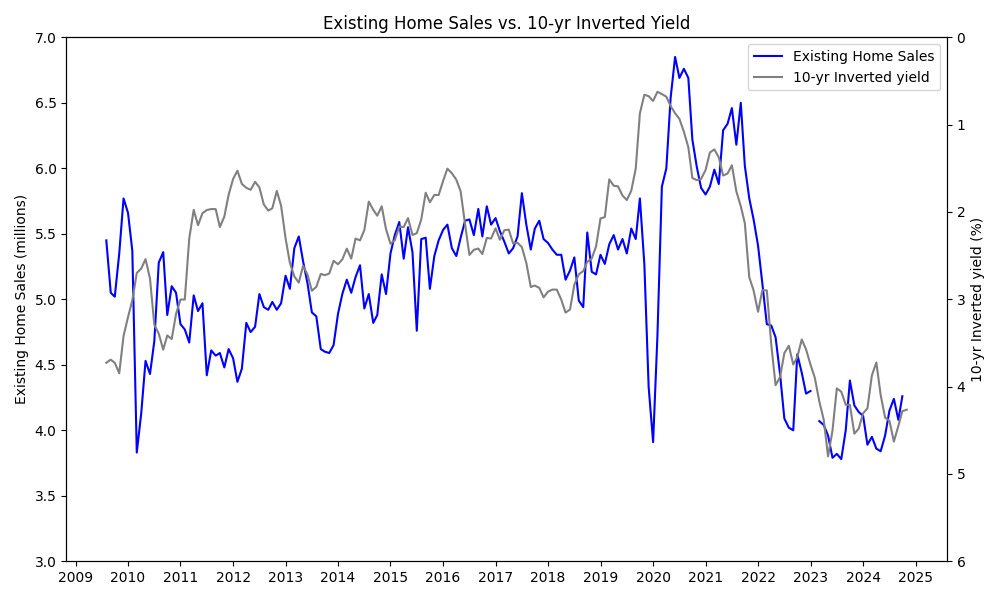 Existing Home Sales vs. 10-yr Inverted Yield
Existing Home Sales
10-yr Inverted yield
Existing Home Sales (millions)
7.0
6.5
6.0
5.5
5.0
4.5
4.0
3.5
3.0
10-yr Inverted yield (%)
0
1
2
3
4
5
6
2009 2010 2011 2012 2013 2014 2015 2016 2017 2018 2019 2020 2021 2022 2023 2024 2025